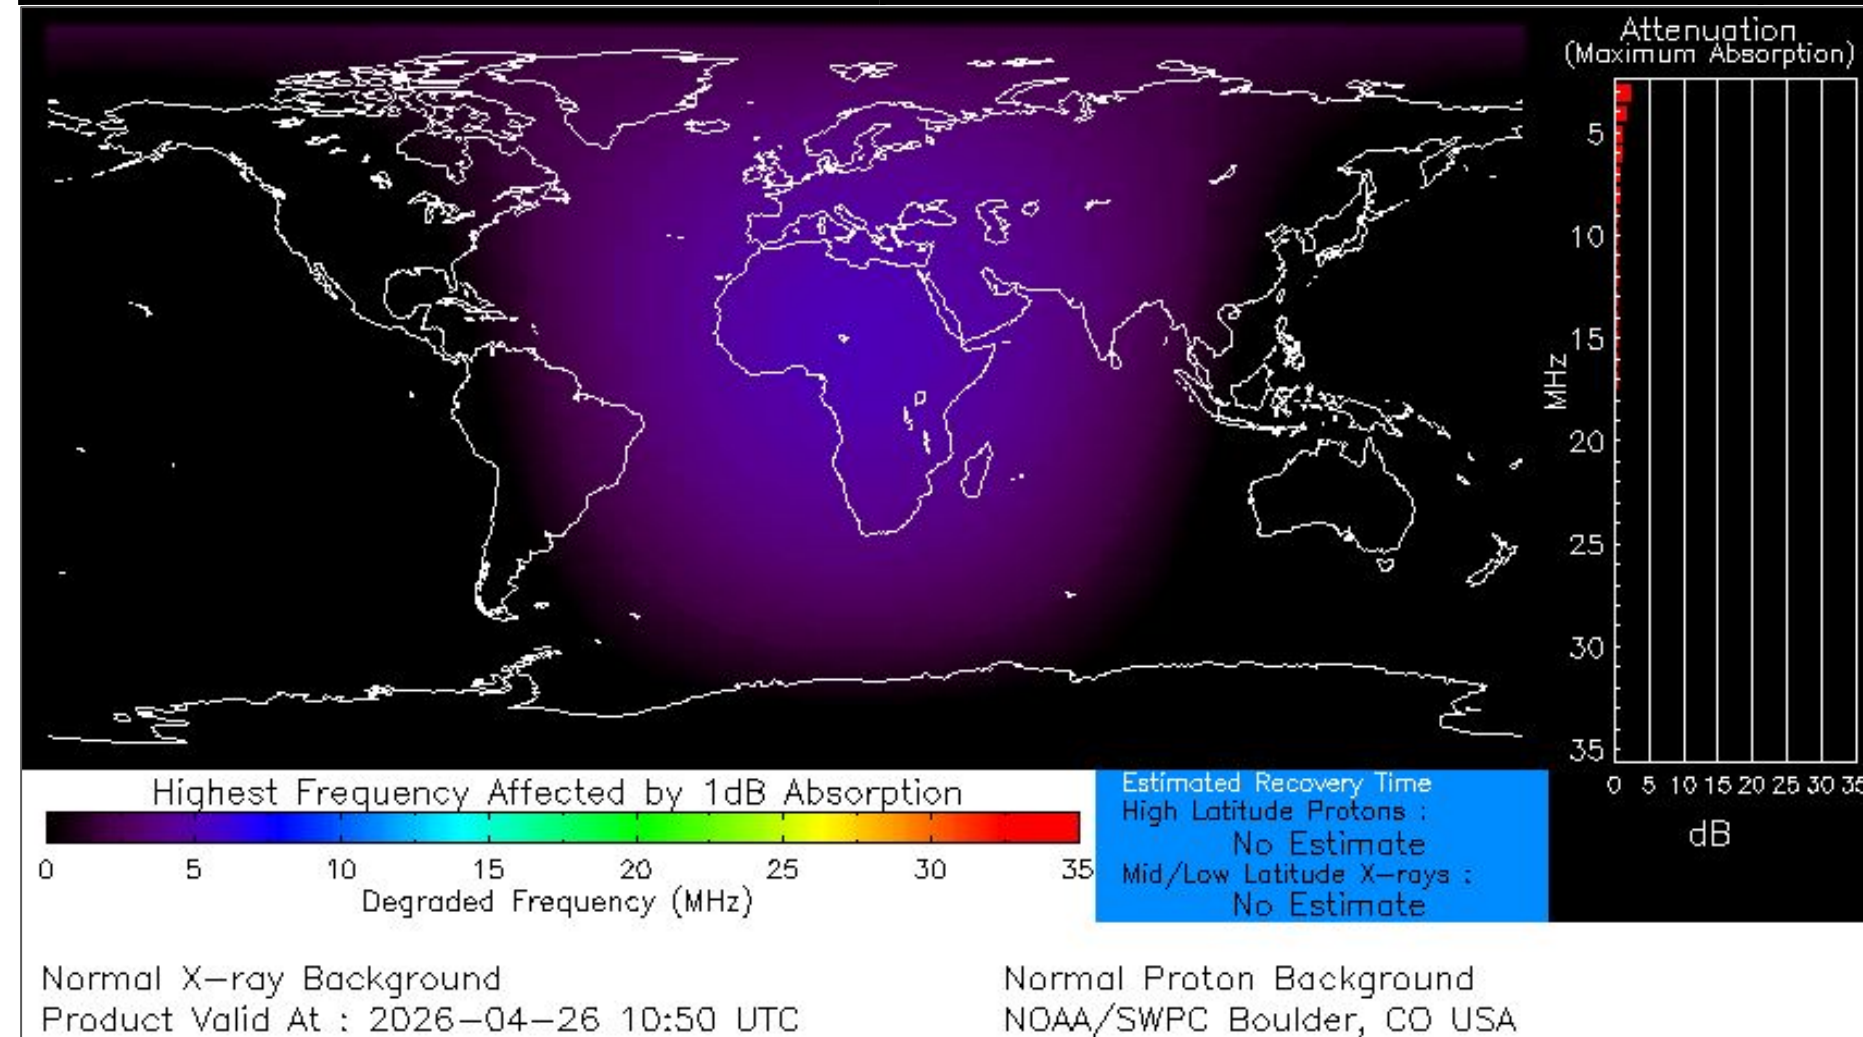 Attenuation
(Maximum Absorption)
5
10
15
20
25
30
35
MHz
0 5 10 15 20 25 30 35
dB
Highest Frequency Affected by 1dB Absorption
0 5 10 15 20 25 30 35
Degraded Frequency (MHz)
Estimated Recovery Time
High Latitude Protons :
No Estimate
Mid/Low Latitude X-rays :
No Estimate
Normal X-ray Background
Normal Proton Background
Product Valid At : 2026-04-26 10:50 UTC
NOAA/SWPC Boulder, CO USA